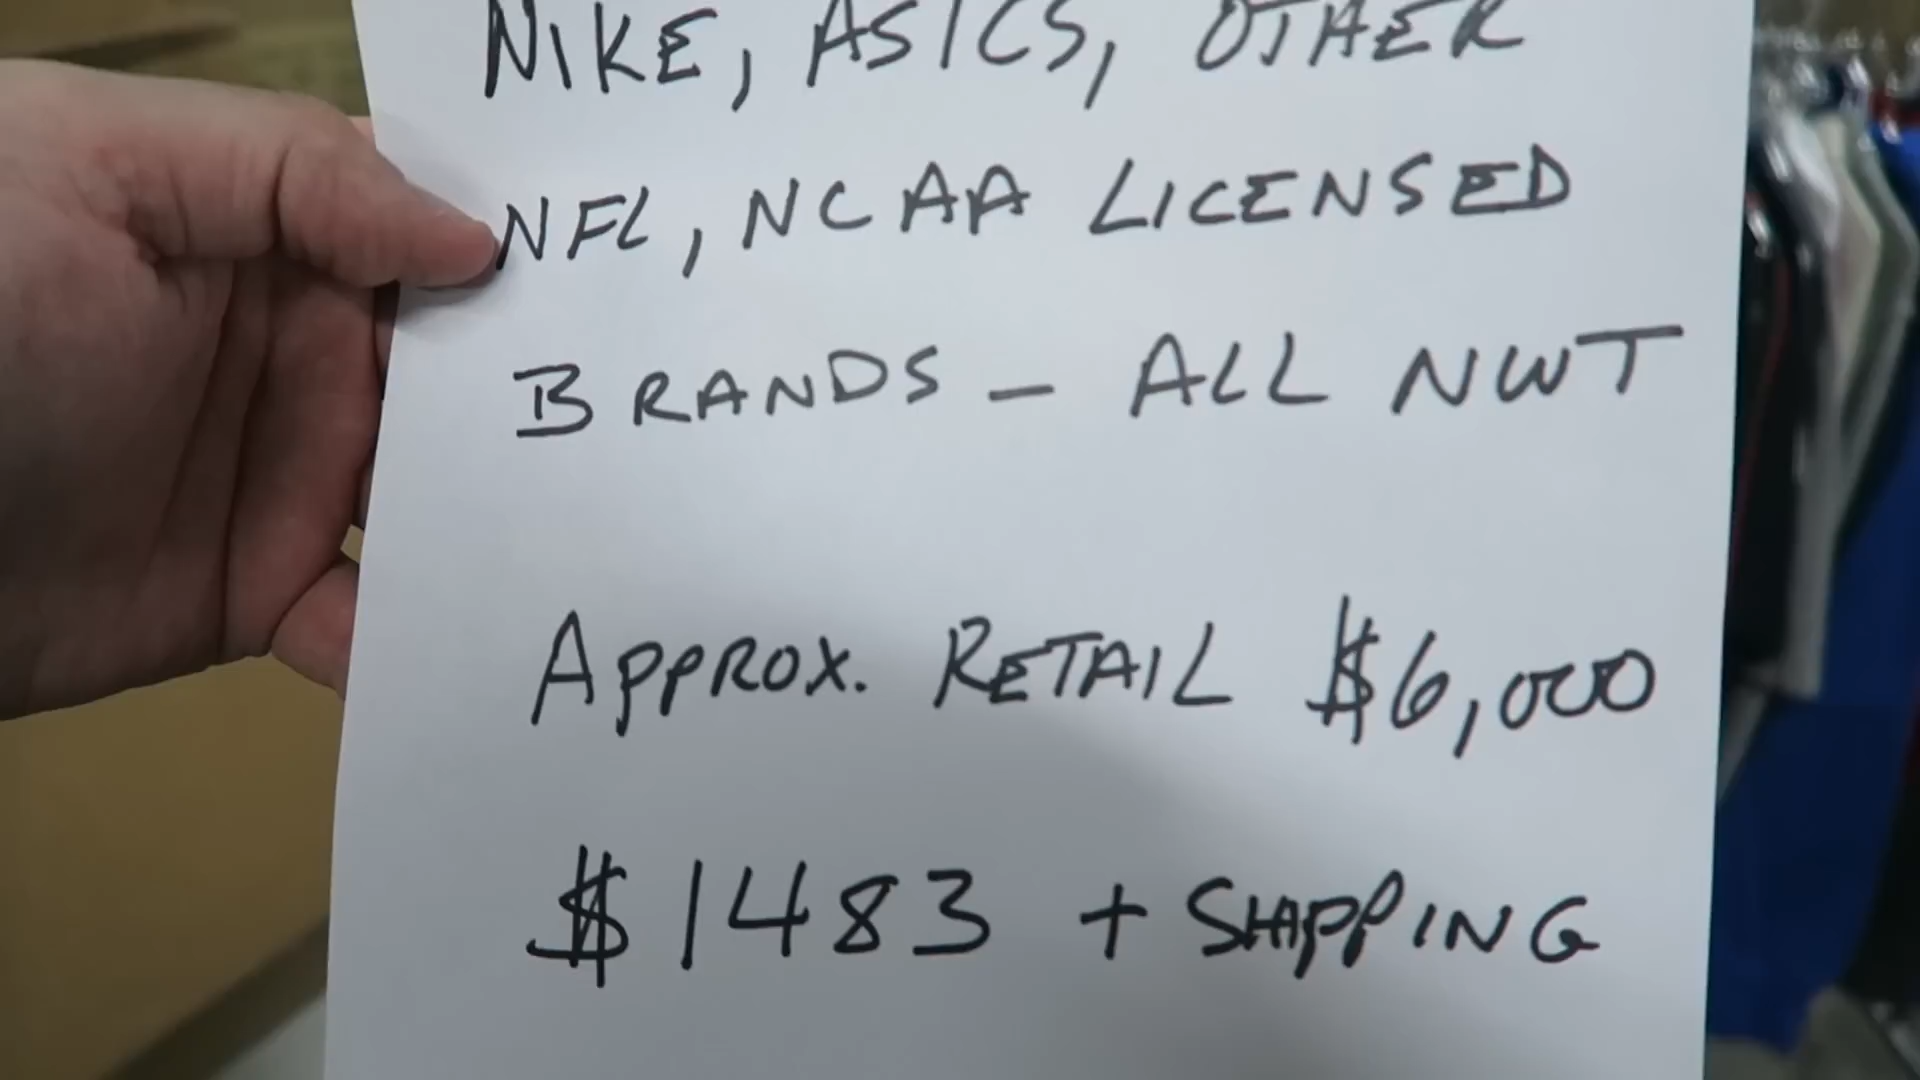 NIKE, ASICS, OTHER
NFL, NCAA LICENSED
BRANDS - ALL NWT
APPROX. RETAIL $6,000
$1483 + SHIPPING